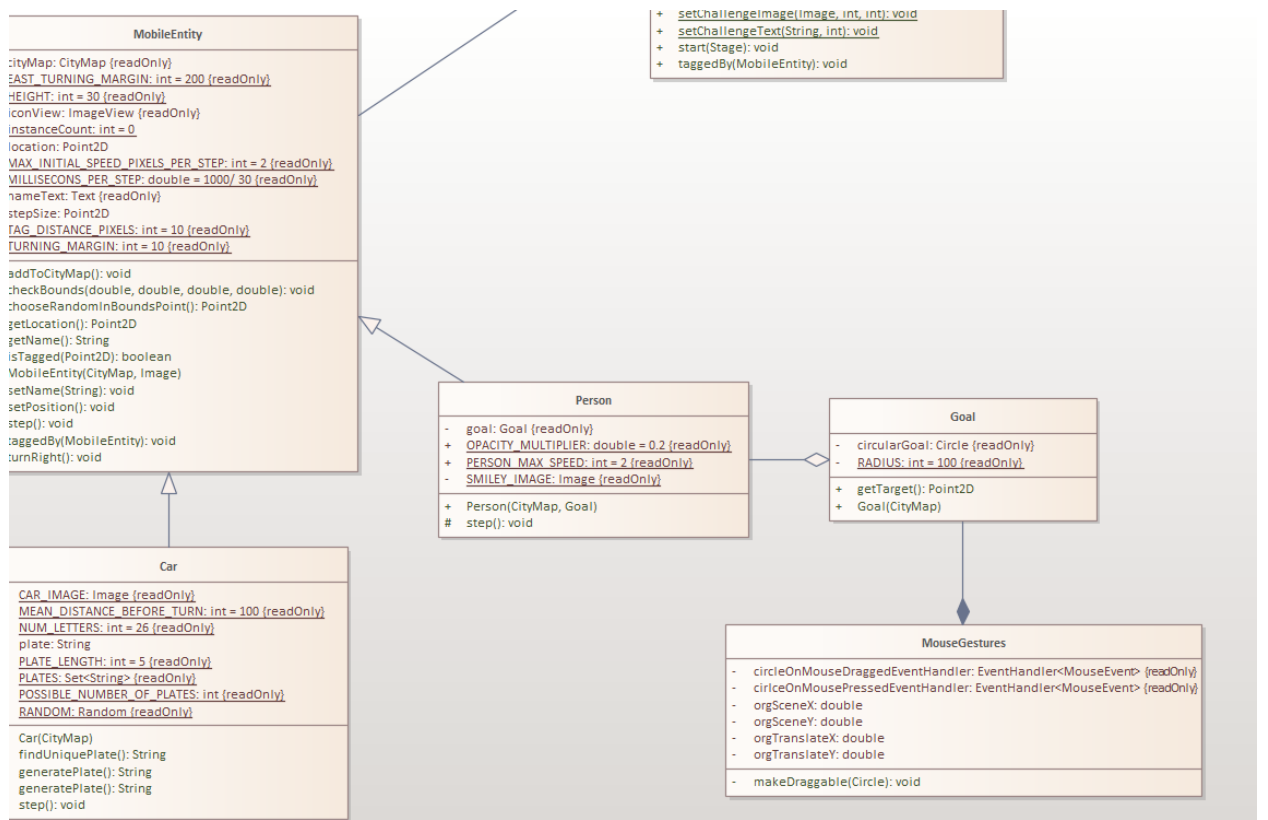 setChallengeImage(Image, int, int): void
+ setChallengeText(String, int): void
+ start(Stage): void
+ taggedBy(MobileEntity): void
MobileEntity
cityMap: CityMap {readOnly}
EAST_TURNING_MARGIN: int = 200 {readOnly}
HEIGHT: int = 30 {readOnly}
iconView: ImageView {readOnly}
instanceCount: int = 0
location: Point2D
MAX_INITIAL_SPEED_PIXELS_PER_STEP: int = 2 {readOnly}
MILLISECONS_PER_STEP: double = 1000/ 30 {readOnly}
nameText: Text {readOnly}
stepSize: Point2D
TAG_DISTANCE_PIXELS: int = 10 {readOnly}
TURNING_MARGIN: int = 10 {readOnly}
addToCityMap(): void
checkBounds(double, double, double, double): void
chooseRandomInBoundsPoint(): Point2D
getLocation(): Point2D
getName(): String
isTagged(Point2D): boolean
MobileEntity(CityMap, Image)
setName(String): void
setPosition(): void
step(): void
taggedBy(MobileEntity): void
turnRight(): void
Person
- goal: Goal {readOnly}
+ OPACITY_MULTIPLIER: double = 0.2 {readOnly}
+ PERSON_MAX_SPEED: int = 2 {readOnly}
- SMILEY_IMAGE: Image {readOnly}
+ Person(CityMap, Goal)
# step(): void
Goal
- circularGoal: Circle {readOnly}
- RADIUS: int = 100 {readOnly}
+ getTarget(): Point2D
+ Goal(CityMap)
Car
CAR_IMAGE: Image {readOnly}
MEAN_DISTANCE_BEFORE_TURN: int = 100 {readOnly}
NUM_LETTERS: int = 26 {readOnly}
plate: String
PLATE_LENGTH: int = 5 {readOnly}
PLATES: Set<String> {readOnly}
POSSIBLE_NUMBER_OF_PLATES: int {readOnly}
RANDOM: Random {readOnly}
Car(CityMap)
findUniquePlate(): String
generatePlate(): String
generatePlate(): String
step(): void
MouseGestures
- circleOnMouseDraggedEventHandler: EventHandler<MouseEvent> {readOnly}
- cirlceOnMousePressedEventHandler: EventHandler<MouseEvent> {readOnly}
- orgSceneX: double
- orgSceneY: double
- orgTranslateX: double
- orgTranslateY: double
- makeDraggable(Circle): void